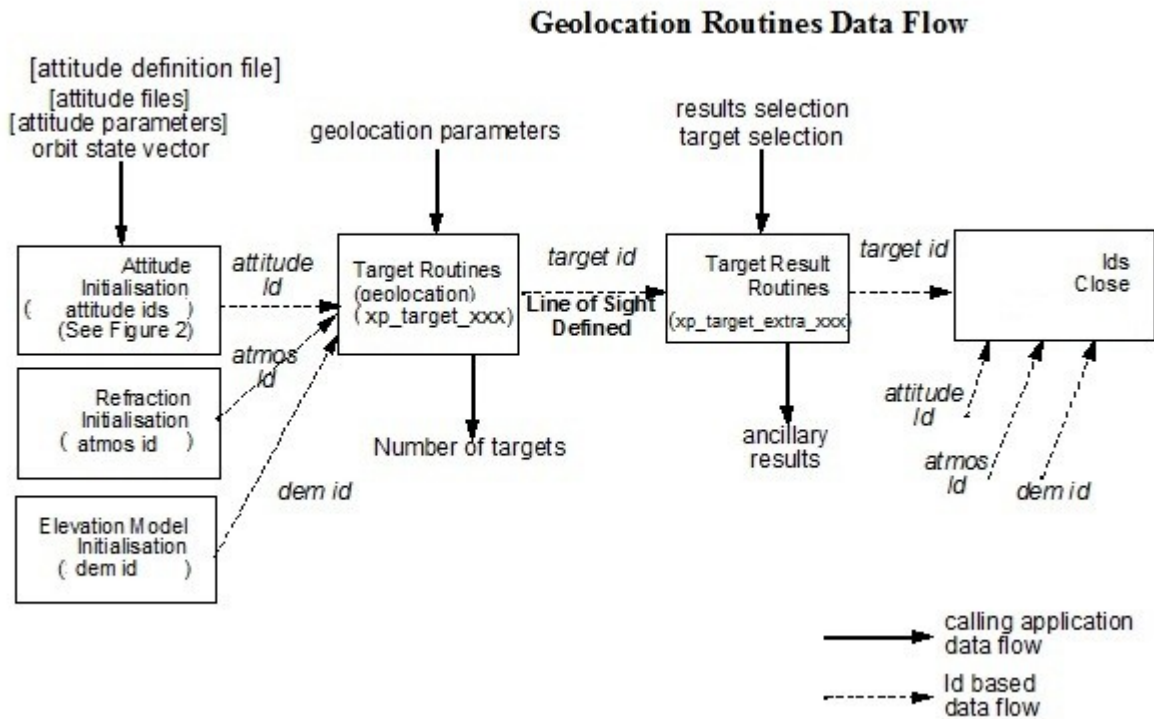 Geolocation Routines Data Flow
[attitude definition file]
[attitude files]
[attitude parameters]
orbit state vector
geolocation parameters
results selection
target selection
Attitude
Initialisation
( attitude ids )
(See Figure 2)
attitude
Id
Target Routines
(geolocation)
( xp_target_xxx)
target id
Line of Sight
Defined
Target Result
Routines
(xp_target_extra_xxx)
target id
Ids
Close
atmos
Id
Refraction
Initialisation
( atmos id )
Number of targets
ancillary
results
attitude
Id
atmos
Id
dem id
dem id
Elevation Model
Initialisation
( dem id )
calling application
data flow
Id based
data flow